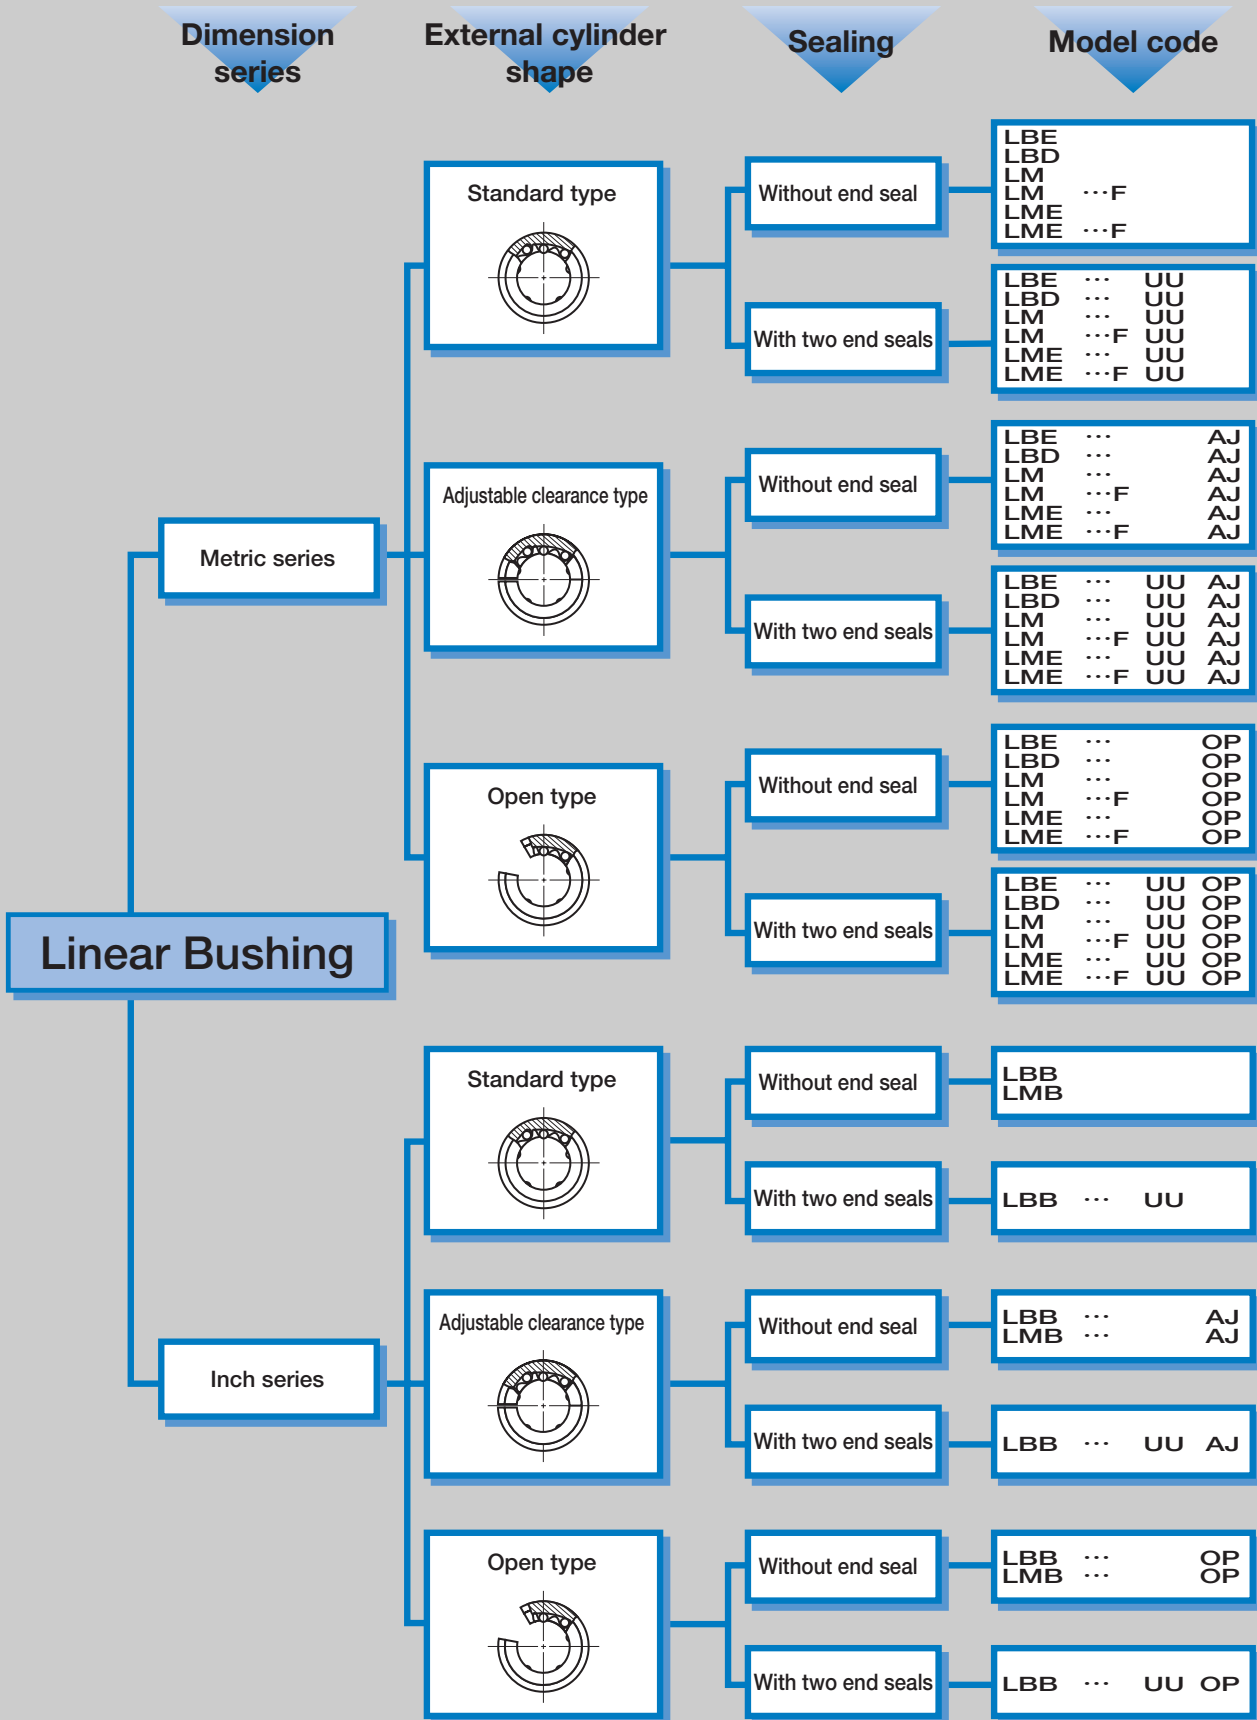 Dimension
series
External cylinder
shape
Sealing
Model code
Linear Bushing
Metric series
Standard type
Without end seal
LBE
LBD
LM
LM ···F
LME
LME ···F
With two end seals
LBE ··· UU
LBD ··· UU
LM ··· UU
LM ···F UU
LME ··· UU
LME ···F UU
Adjustable clearance type
Without end seal
LBE ··· AJ
LBD ··· AJ
LM ··· AJ
LM ···F AJ
LME ··· AJ
LME ···F AJ
With two end seals
LBE ··· UU AJ
LBD ··· UU AJ
LM ··· UU AJ
LM ···F UU AJ
LME ··· UU AJ
LME ···F UU AJ
Open type
Without end seal
LBE ··· OP
LBD ··· OP
LM ··· OP
LM ···F OP
LME ··· OP
LME ···F OP
With two end seals
LBE ··· UU OP
LBD ··· UU OP
LM ··· UU OP
LM ···F UU OP
LME ··· UU OP
LME ···F UU OP
Inch series
Standard type
Without end seal
LBB
LMB
With two end seals
LBB ··· UU
Adjustable clearance type
Without end seal
LBB ··· AJ
LMB ··· AJ
With two end seals
LBB ··· UU AJ
Open type
Without end seal
LBB ··· OP
LMB ··· OP
With two end seals
LBB ··· UU OP